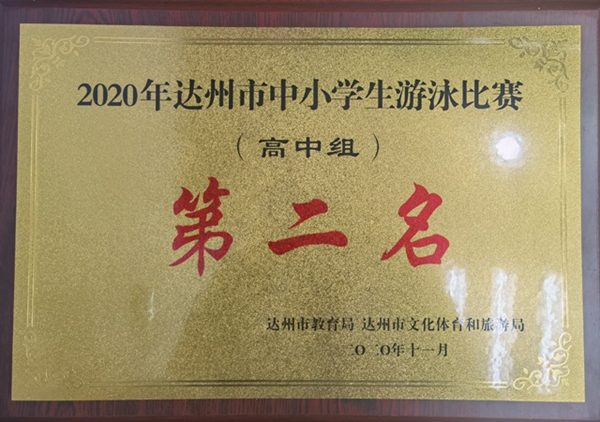 2020年达州市中小学生游泳比赛
（高中组）
第二名
达州市教育局 达州市文化体育和旅游局
二〇二〇年十一月